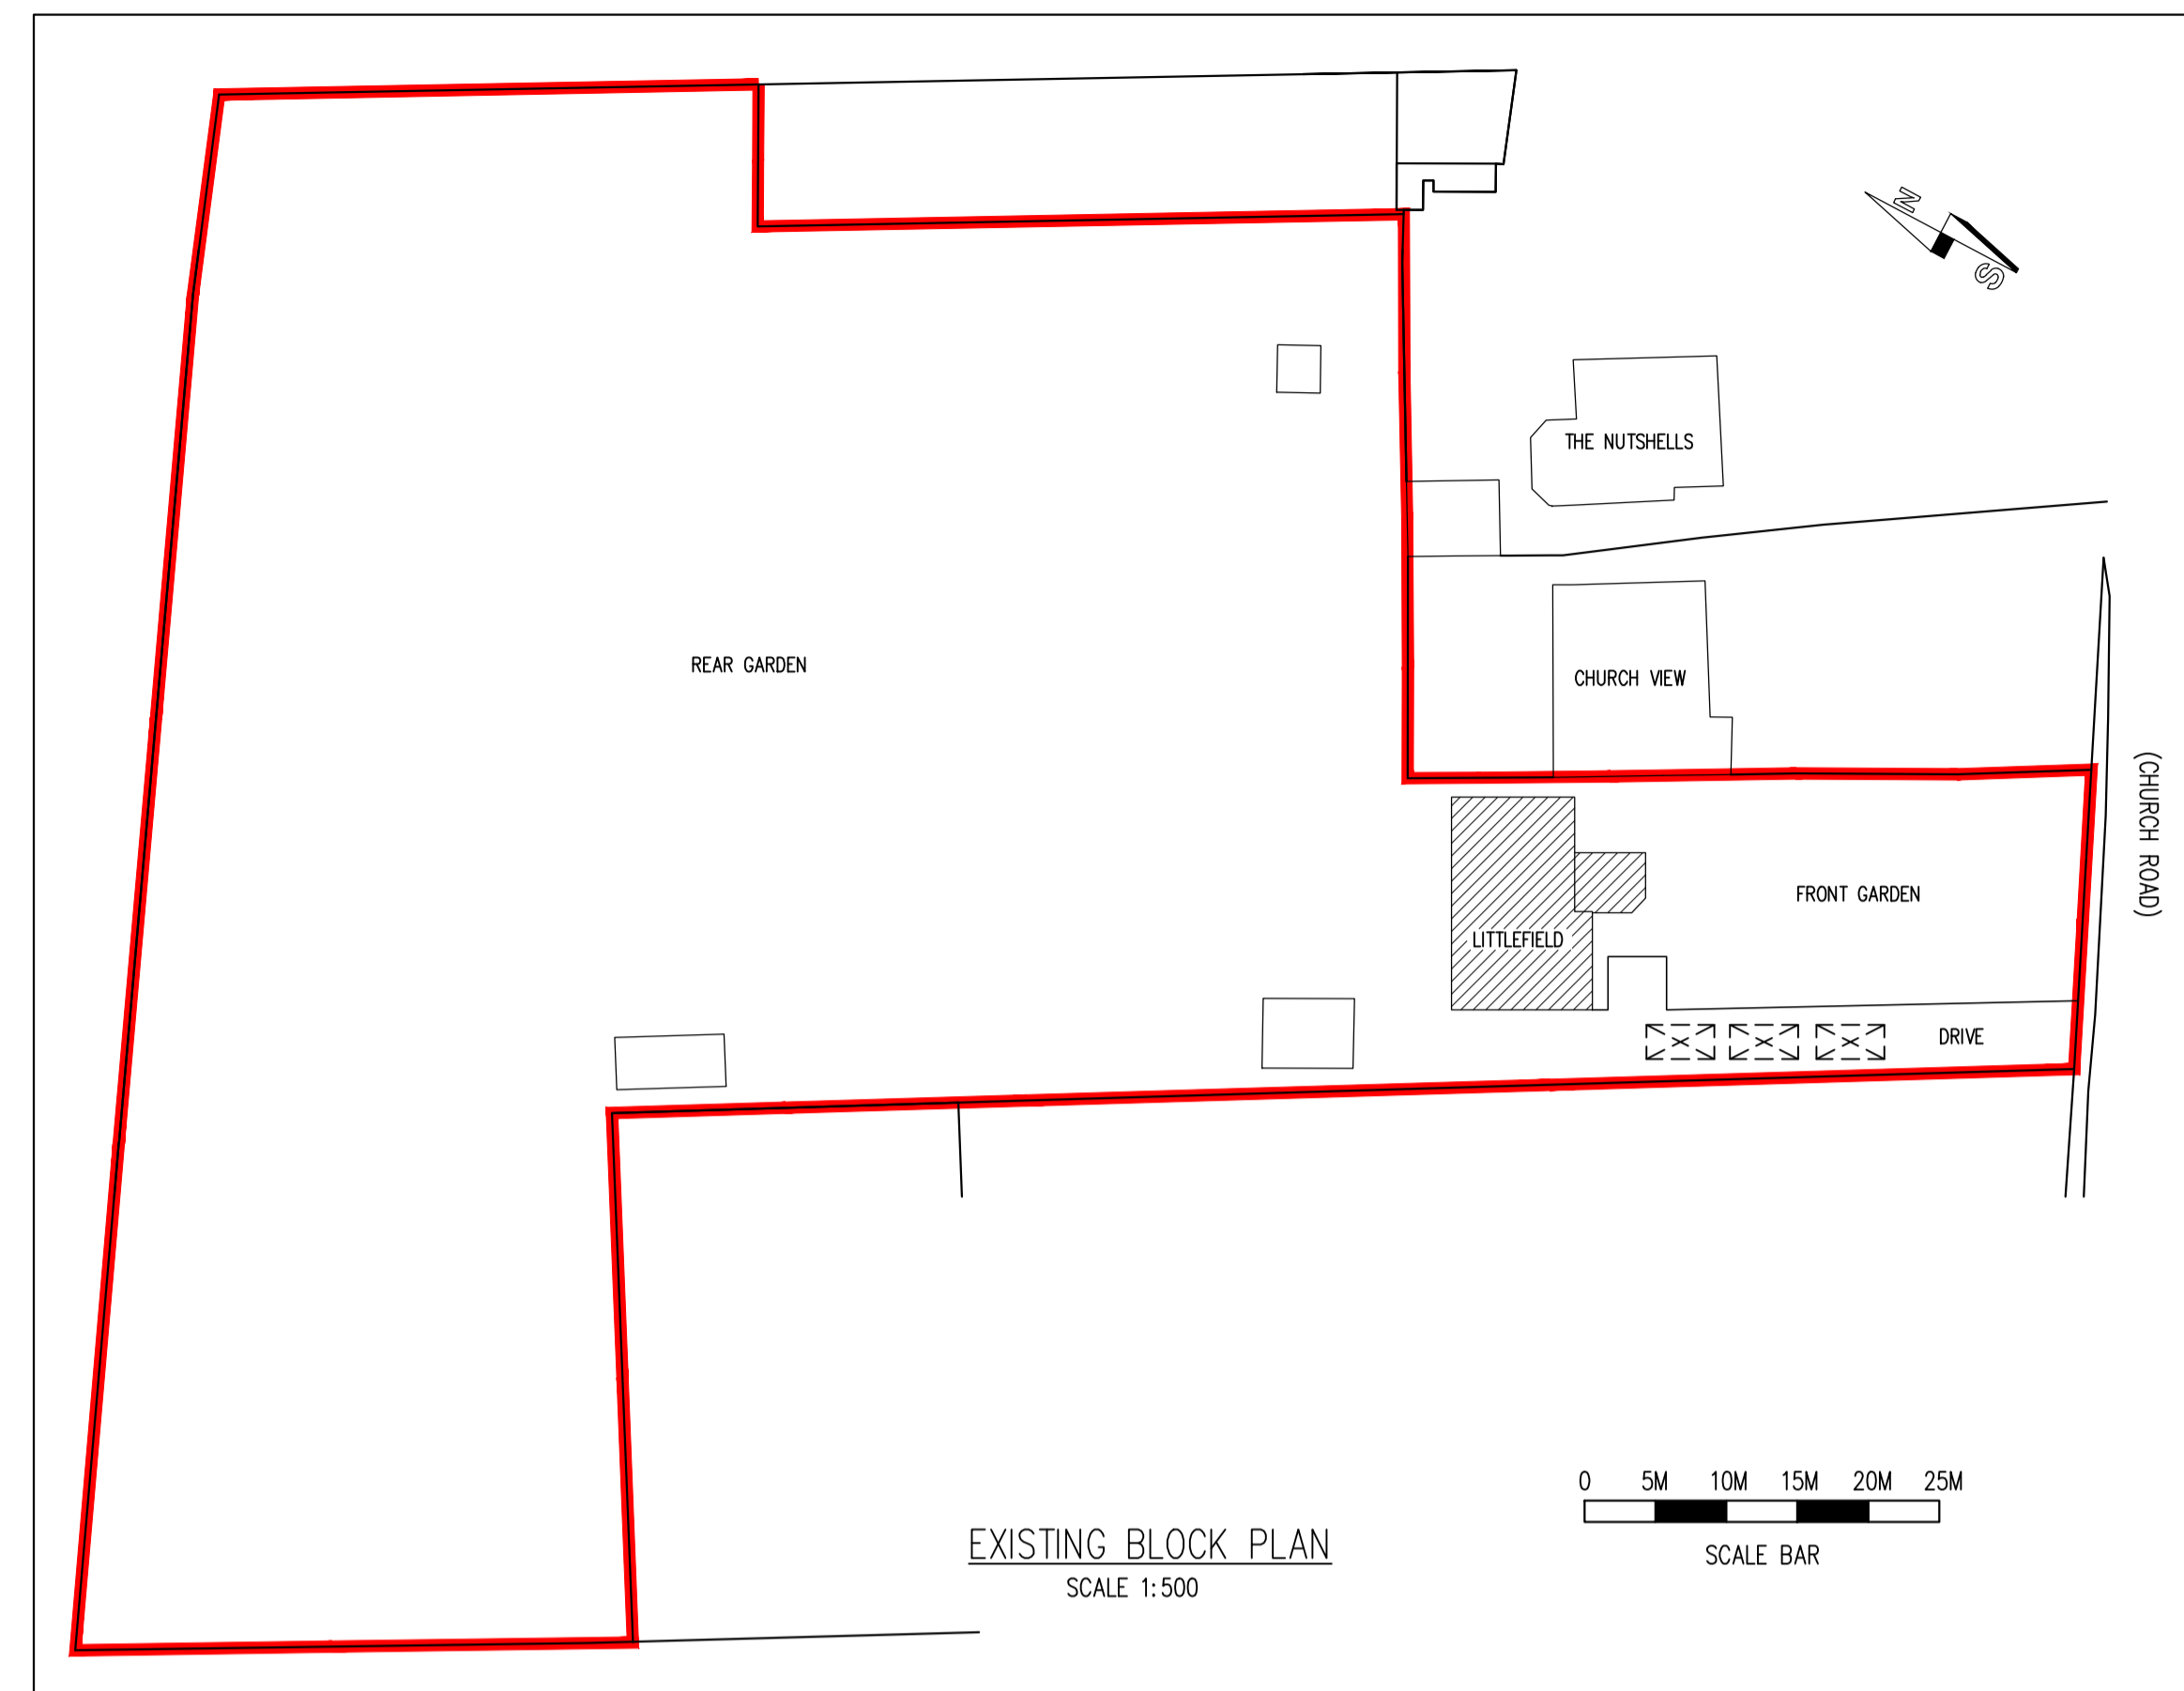 N
S
THE NUTSHELLS
REAR GARDEN
CHURCH VIEW
(CHURCH ROAD)
FRONT GARDEN
LITTLEFIELD
DRIVE
0 5M 10M 15M 20M 25M
SCALE BAR
EXISTING BLOCK PLAN
SCALE 1:500